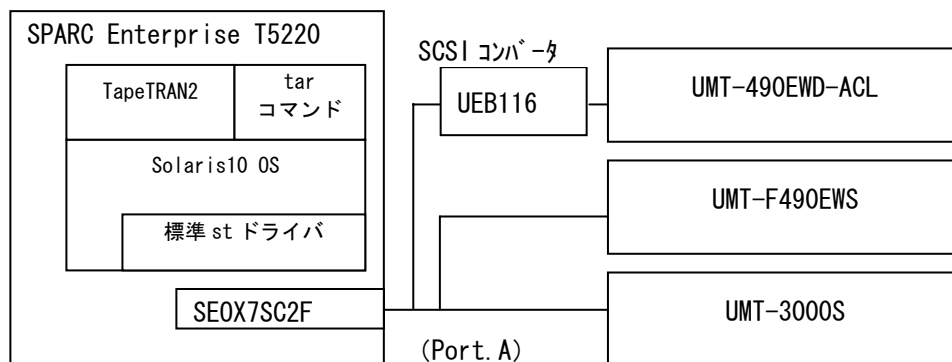 SPARC Enterprise T5220
TapeTRAN2
tar
コマンド
Solaris10 OS
標準 st ドライバ
SE0X7SC2F
(Port.A)
SCSI コンバータ
UEB116
UMT-490EWD-ACL
UMT-F490EWS
UMT-3000S